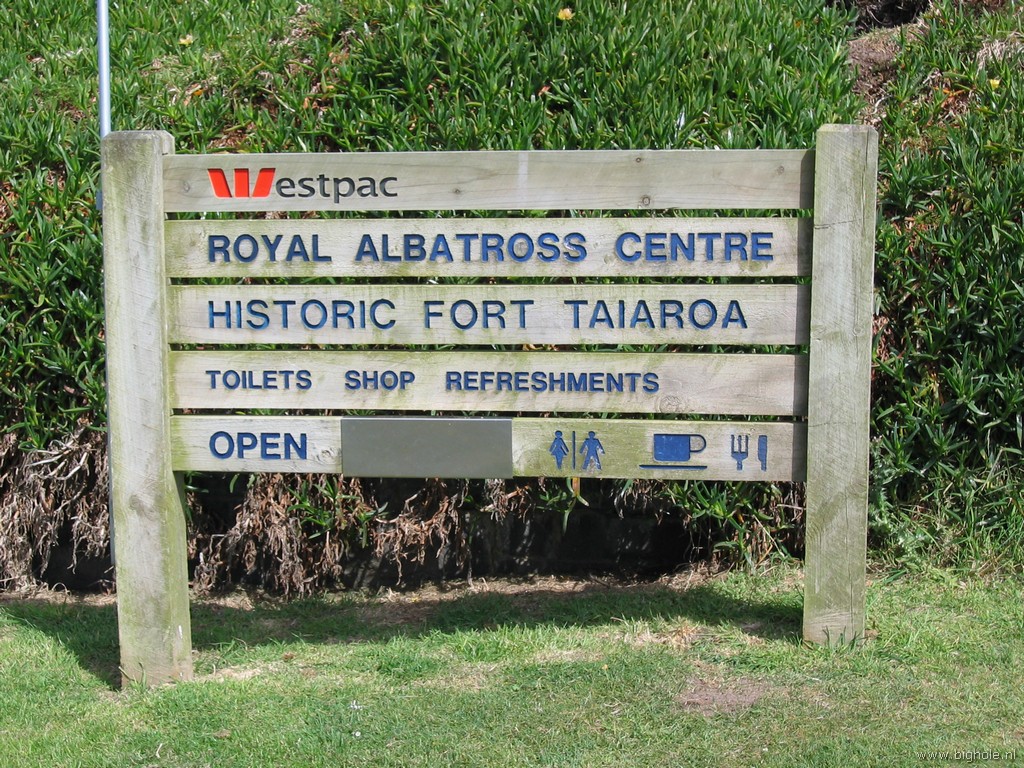 Westpac
ROYAL ALBATROSS CENTRE
HISTORIC FORT TAIAROA
TOILETS SHOP REFRESHMENTS
OPEN
www.bighole.nl